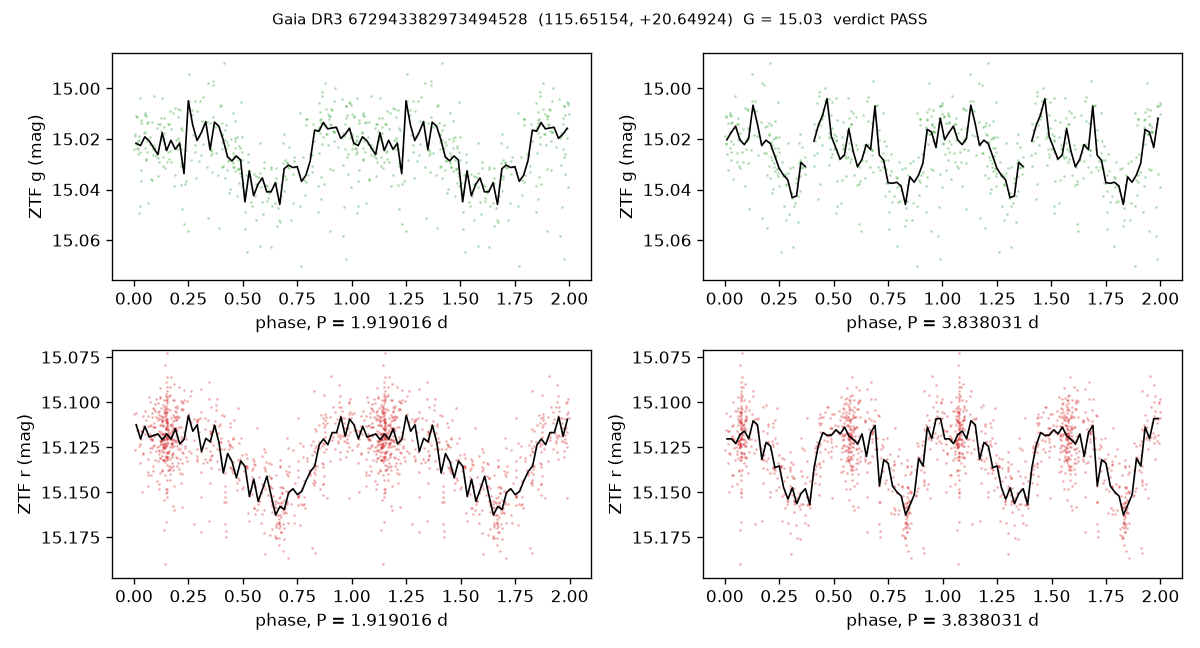 Gaia DR3 672943382973494528 (115.65154, +20.64924) G = 15.03 verdict PASS
ZTF g (mag)
15.00
15.02
15.04
15.06
0.00 0.25 0.50 0.75 1.00 1.25 1.50 1.75 2.00
phase, P = 1.919016 d
ZTF g (mag)
15.00
15.02
15.04
15.06
0.00 0.25 0.50 0.75 1.00 1.25 1.50 1.75 2.00
phase, P = 3.838031 d
ZTF r (mag)
15.075
15.100
15.125
15.150
15.175
0.00 0.25 0.50 0.75 1.00 1.25 1.50 1.75 2.00
phase, P = 1.919016 d
ZTF r (mag)
15.075
15.100
15.125
15.150
15.175
0.00 0.25 0.50 0.75 1.00 1.25 1.50 1.75 2.00
phase, P = 3.838031 d